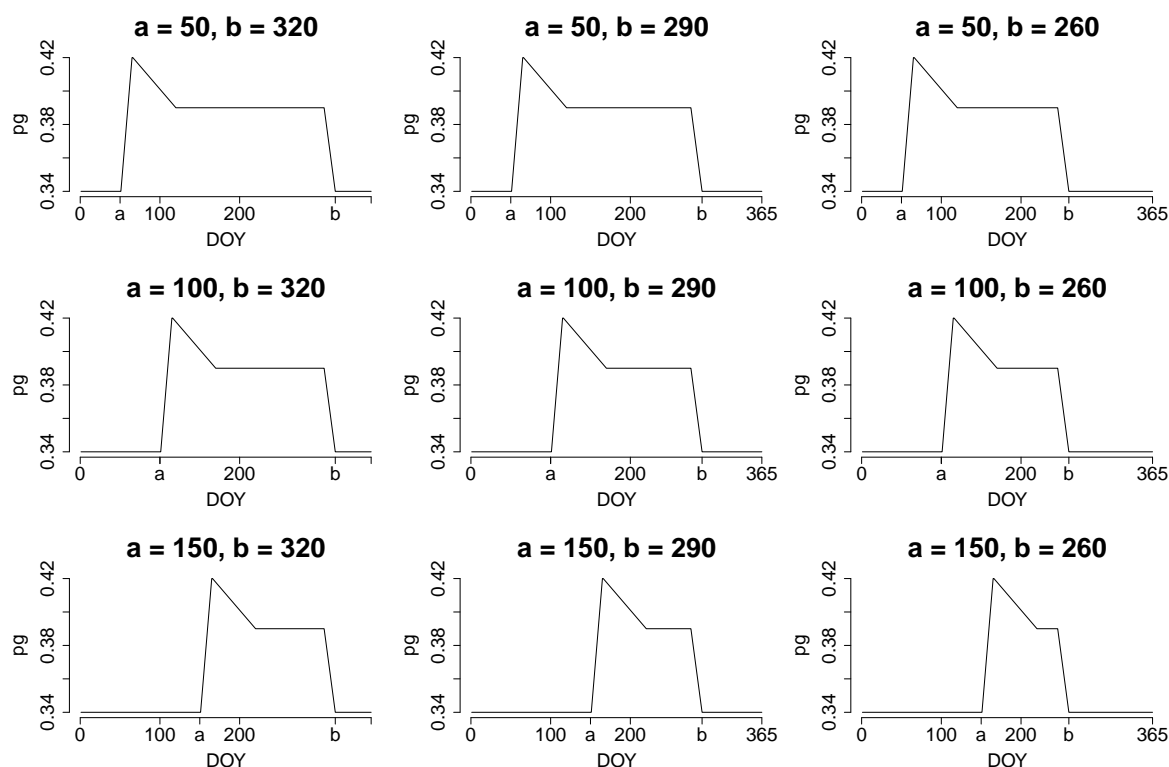 a = 50, b = 320
pg
0.34 0.38 0.42
0 a 100 200 b
DOY
a = 50, b = 290
pg
0.34 0.38 0.42
0 a 100 200 b 365
DOY
a = 50, b = 260
pg
0.34 0.38 0.42
0 a 100 200 b 365
DOY
a = 100, b = 320
pg
0.34 0.38 0.42
0 a 200 b
DOY
a = 100, b = 290
pg
0.34 0.38 0.42
0 a 200 b 365
DOY
a = 100, b = 260
pg
0.34 0.38 0.42
0 a 200 b 365
DOY
a = 150, b = 320
pg
0.34 0.38 0.42
0 100 a 200 b
DOY
a = 150, b = 290
pg
0.34 0.38 0.42
0 100 a 200 b 365
DOY
a = 150, b = 260
pg
0.34 0.38 0.42
0 100 a 200 b 365
DOY